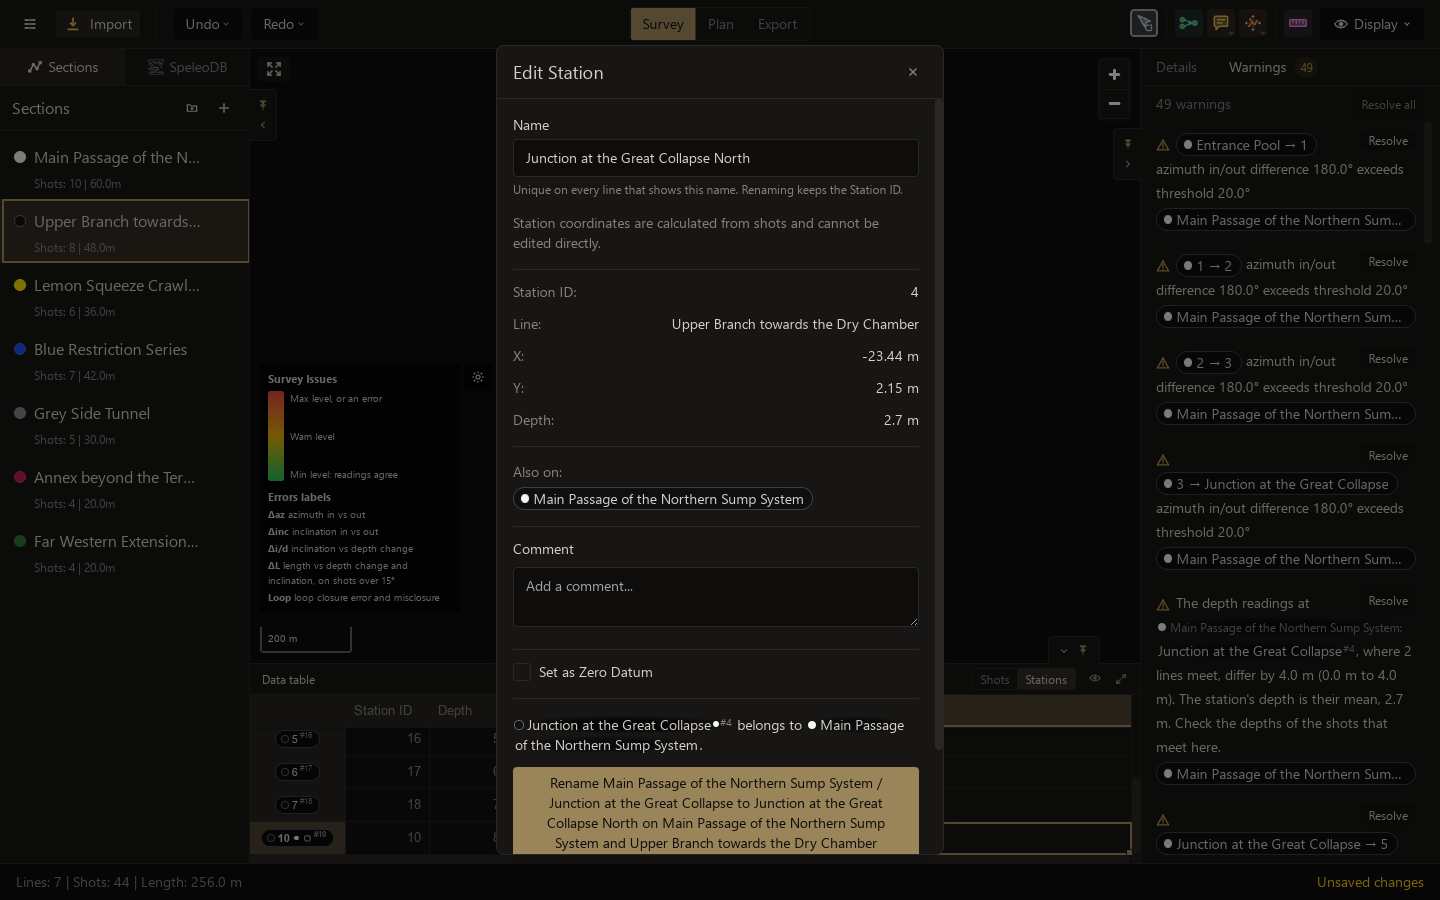 Import
Undo
Redo
Survey
Plan
Export
Display
Sections
SpeleoDB
Details
Warnings 49
Sections
Main Passage of the N...
Shots: 10 | 60.0m
Upper Branch towards...
Shots: 8 | 48.0m
Lemon Squeeze Crawl...
Shots: 6 | 36.0m
Blue Restriction Series
Shots: 7 | 42.0m
Grey Side Tunnel
Shots: 5 | 30.0m
Annex beyond the Ter...
Shots: 4 | 20.0m
Far Western Extension...
Shots: 4 | 20.0m
Survey Issues
Max level, or an error
Warn level
Min level: readings agree
Errors labels
Δaz azimuth in vs out
Δinc inclination in vs out
Δi/d inclination vs depth change
ΔL length vs depth change and
inclination, on shots over 15°
Loop loop closure error and misclosure
200 m
Edit Station
×
Name
Junction at the Great Collapse North
Unique on every line that shows this name. Renaming keeps the Station ID.
Station coordinates are calculated from shots and cannot be
edited directly.
Station ID: 4
Line: Upper Branch towards the Dry Chamber
X: -23.44 m
Y: 2.15 m
Depth: 2.7 m
Also on:
Main Passage of the Northern Sump System
Comment
Add a comment...
Set as Zero Datum
Junction at the Great Collapse #4 belongs to Main Passage
of the Northern Sump System.
Rename Main Passage of the Northern Sump System /
Junction at the Great Collapse to Junction at the Great
Collapse North on Main Passage of the Northern Sump
System and Upper Branch towards the Dry Chamber
Data table
Shots
Stations
Station ID Depth
5 #16 16
6 #17 17
7 #18 18
10 #10 10
49 warnings
Resolve all
Entrance Pool → 1 Resolve
azimuth in/out difference 180.0° exceeds
threshold 20.0°
Main Passage of the Northern Sum...
1 → 2 azimuth in/out Resolve
difference 180.0° exceeds threshold 20.0°
Main Passage of the Northern Sum...
2 → 3 azimuth in/out Resolve
difference 180.0° exceeds threshold 20.0°
Main Passage of the Northern Sum...
Resolve
3 → Junction at the Great Collapse
azimuth in/out difference 180.0° exceeds
threshold 20.0°
Main Passage of the Northern Sum...
The depth readings at Resolve
Main Passage of the Northern Sump System:
Junction at the Great Collapse #4, where 2
lines meet, differ by 4.0 m (0.0 m to 4.0
m). The station's depth is their mean, 2.7
m. Check the depths of the shots that
meet here.
Main Passage of the Northern Sum...
Resolve
Junction at the Great Collapse → 5
Lines: 7 | Shots: 44 | Length: 256.0 m
Unsaved changes